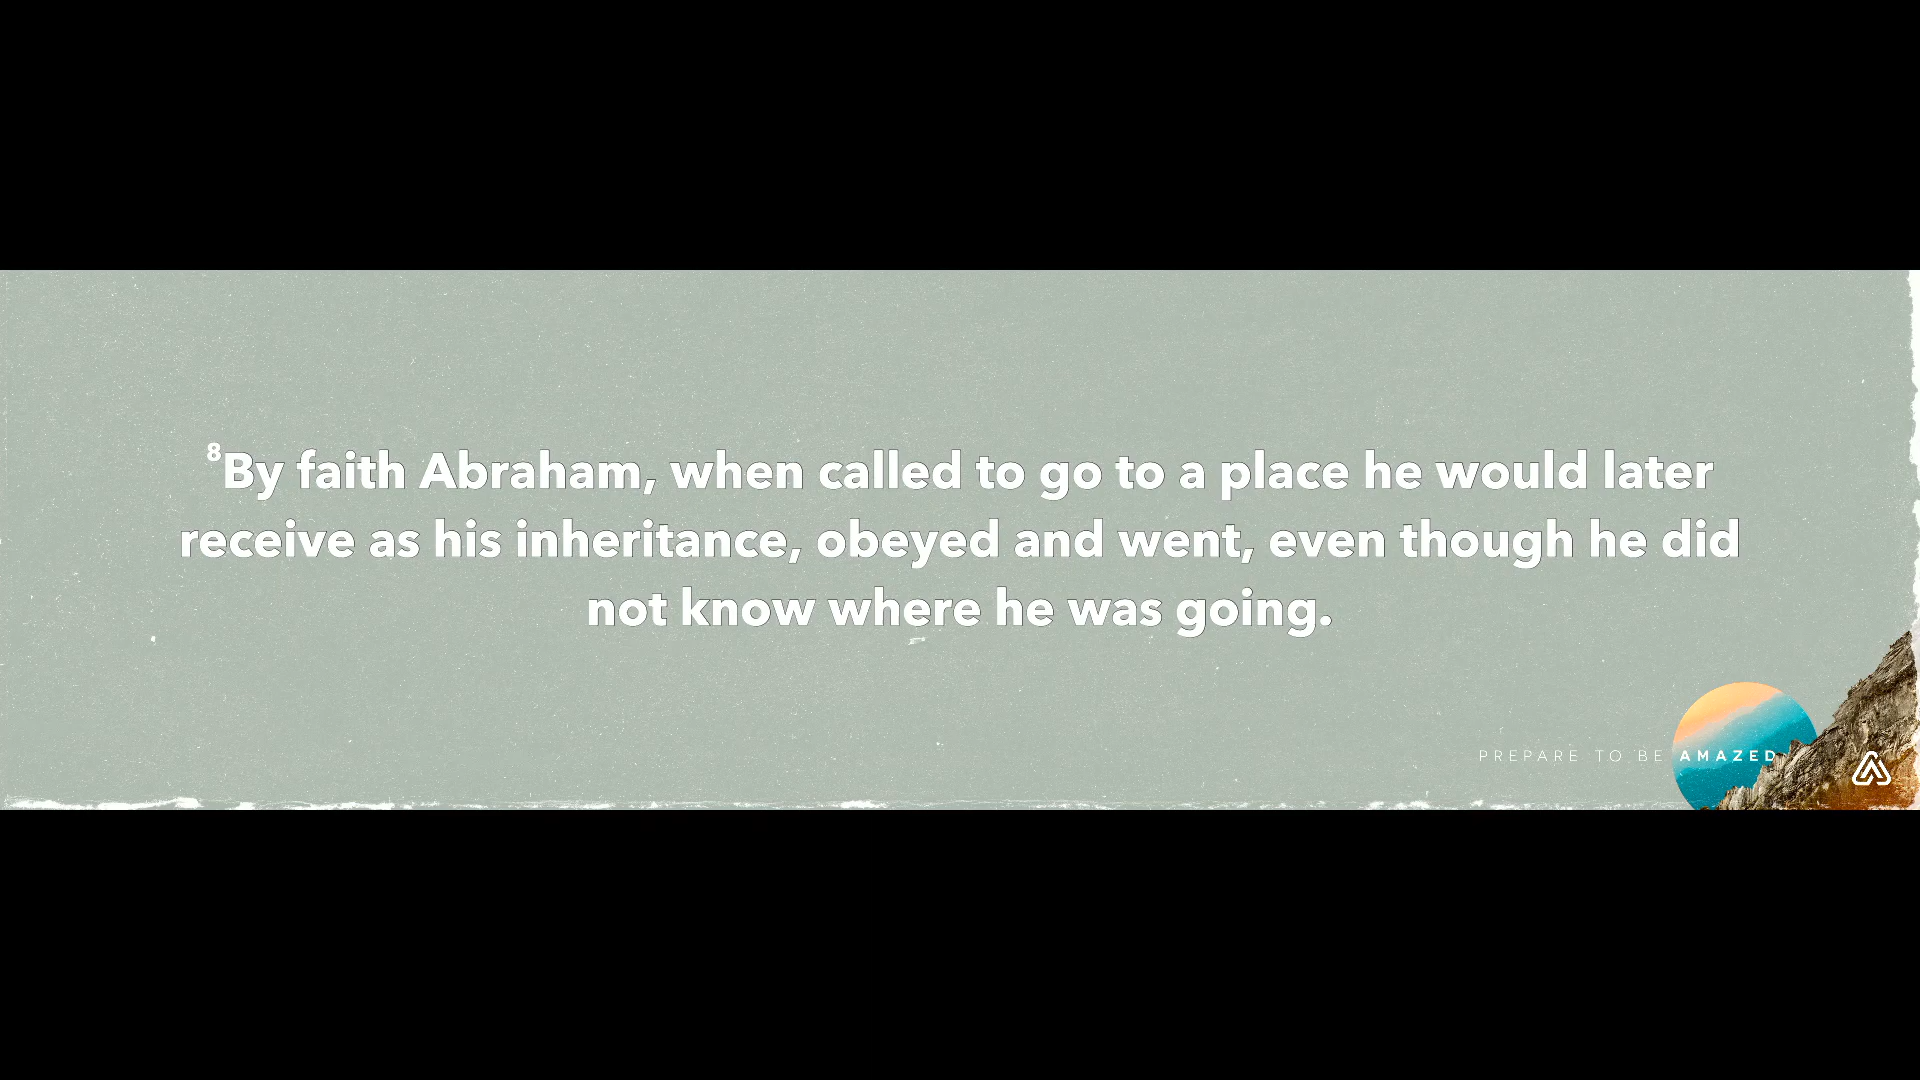 ⁸By faith Abraham, when called to go to a place he would later
receive as his inheritance, obeyed and went, even though he did
not know where he was going.
PREPARE TO BE AMAZED